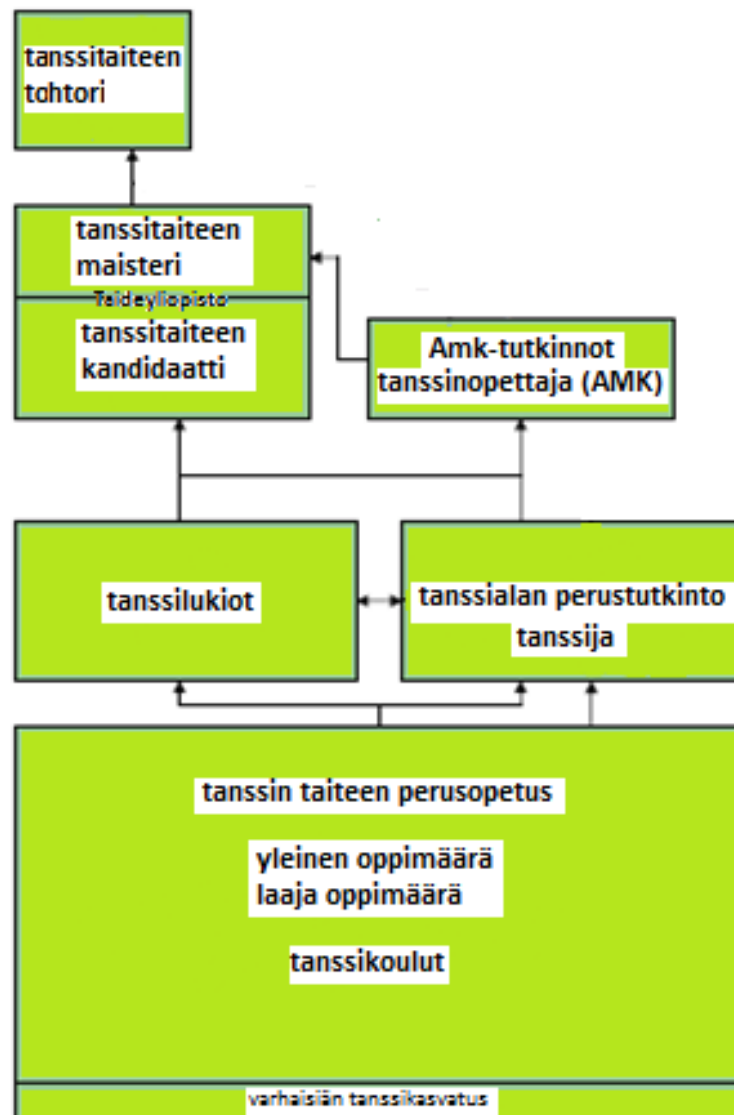 tanssitaiteen
tohtori
tanssitaiteen
maisteri
Taideyliopisto
tanssitaiteen
kandidaatti
Amk-tutkinnot
tanssinopettaja (AMK)
tanssilukiot
tanssialan perustutkinto
tanssija
tanssin taiteen perusopetus
yleinen oppimäärä
laaja oppimäärä
tanssikoulut
varhaisiän tanssikasvatus